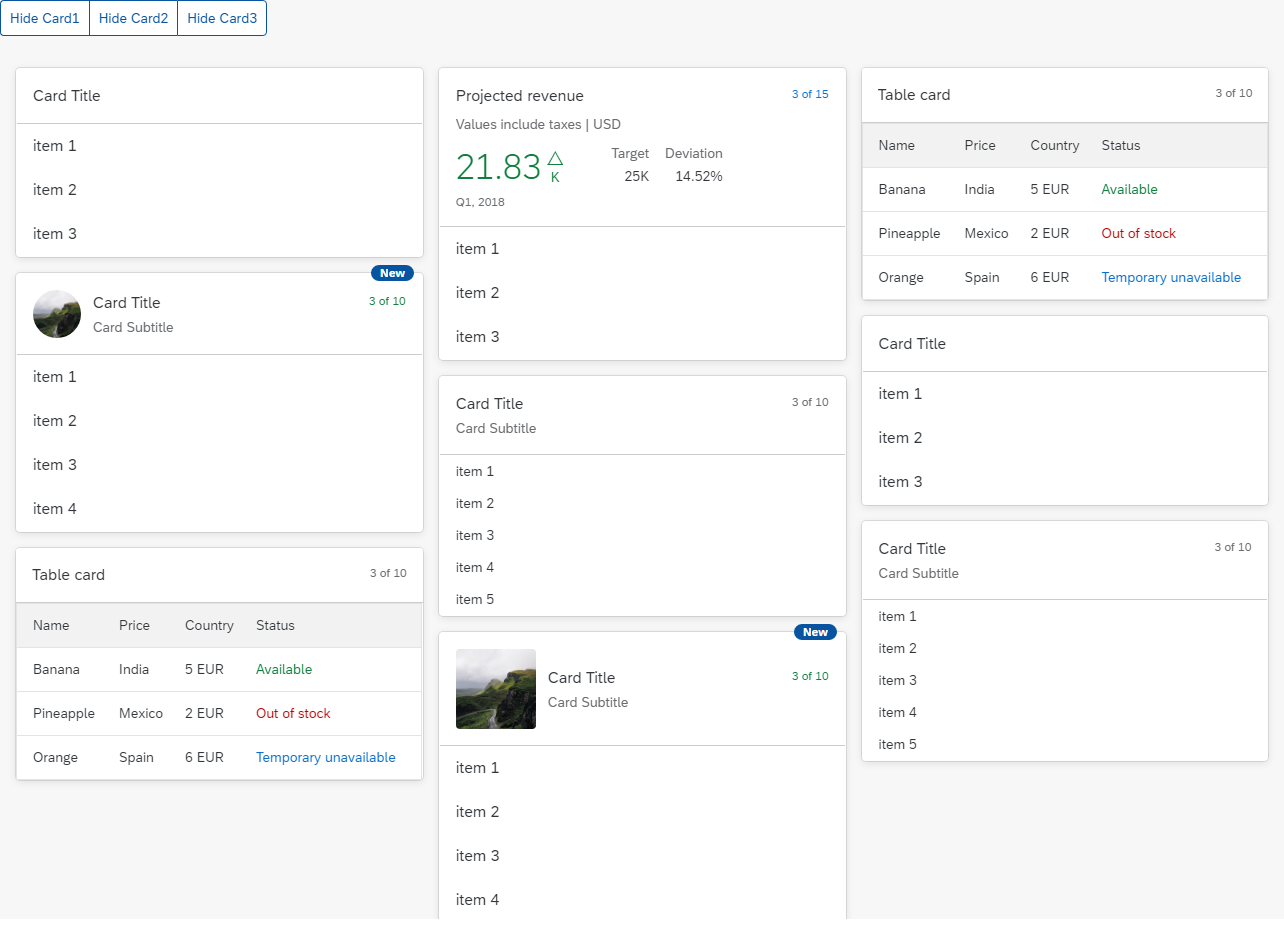 Hide Card1 Hide Card2 Hide Card3
Card Title
item 1
item 2
item 3
New
Card Title 3 of 10
Card Subtitle
item 1
item 2
item 3
item 4
Table card 3 of 10
Name Price Country Status
Banana India 5 EUR Available
Pineapple Mexico 2 EUR Out of stock
Orange Spain 6 EUR Temporary unavailable
Projected revenue 3 of 15
Values include taxes | USD
21.83 K
Target Deviation
25K 14.52%
Q1, 2018
item 1
item 2
item 3
Card Title 3 of 10
Card Subtitle
item 1
item 2
item 3
item 4
item 5
New
Card Title 3 of 10
Card Subtitle
item 1
item 2
item 3
item 4
Table card 3 of 10
Name Price Country Status
Banana India 5 EUR Available
Pineapple Mexico 2 EUR Out of stock
Orange Spain 6 EUR Temporary unavailable
Card Title
item 1
item 2
item 3
Card Title 3 of 10
Card Subtitle
item 1
item 2
item 3
item 4
item 5